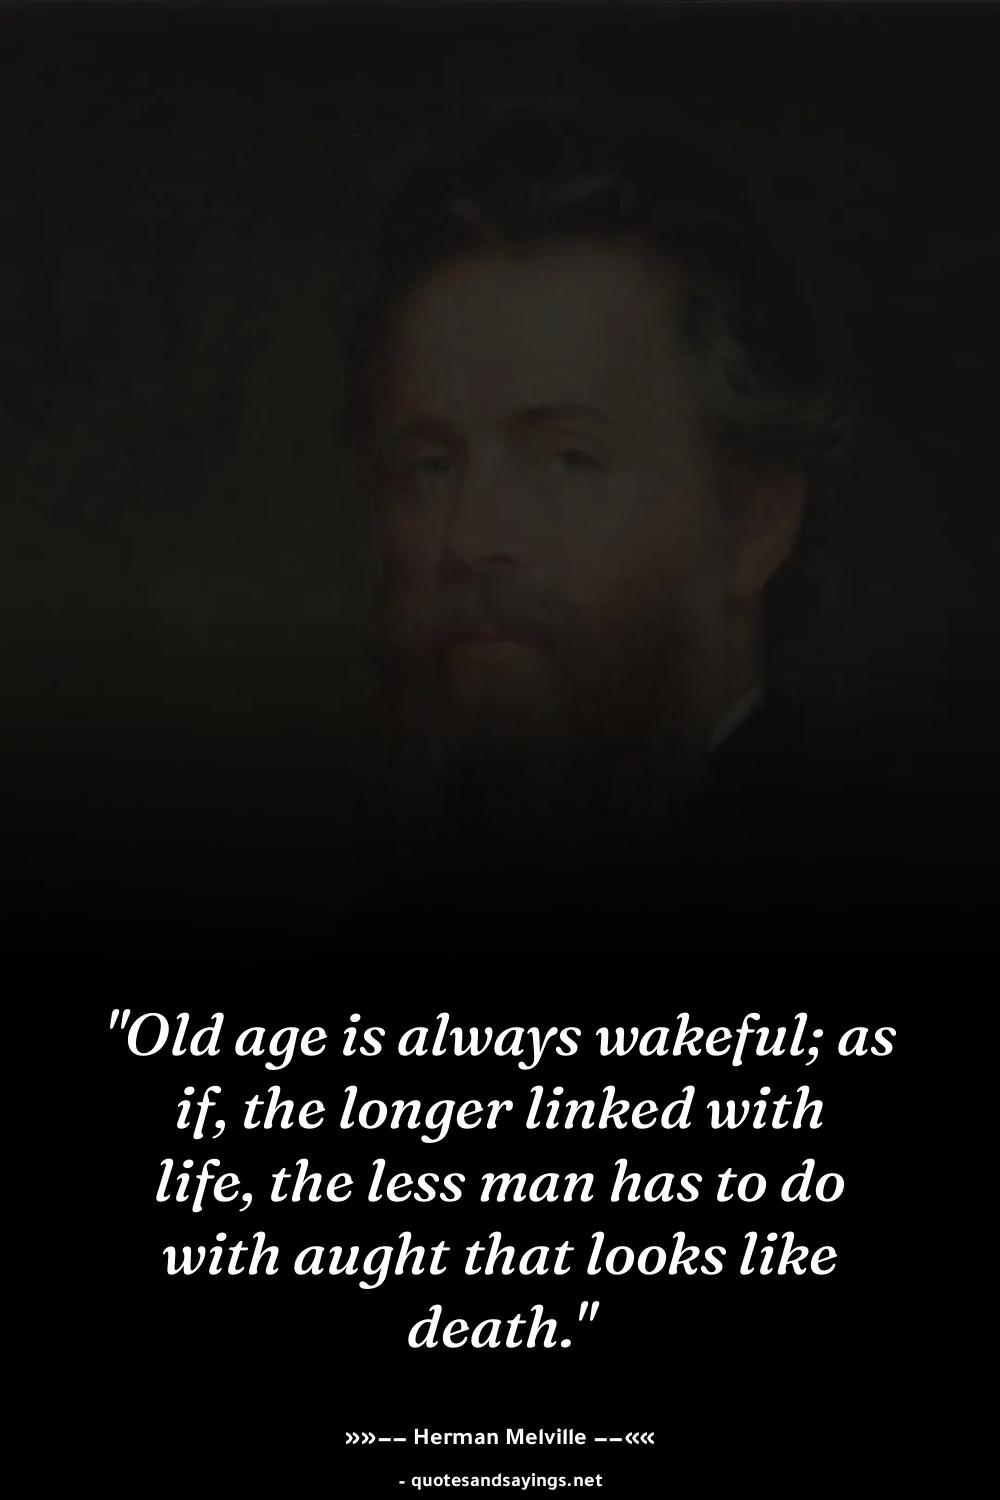 "Old age is always wakeful; as
if, the longer linked with
life, the less man has to do
with aught that looks like
death."
»»−− Herman Melville −−««
- quotesandsayings.net